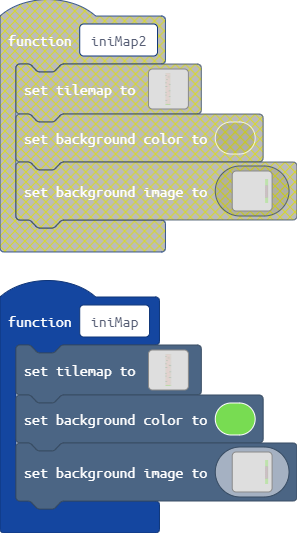 function iniMap2
set tilemap to
set background color to
set background image to
function iniMap
set tilemap to
set background color to
set background image to